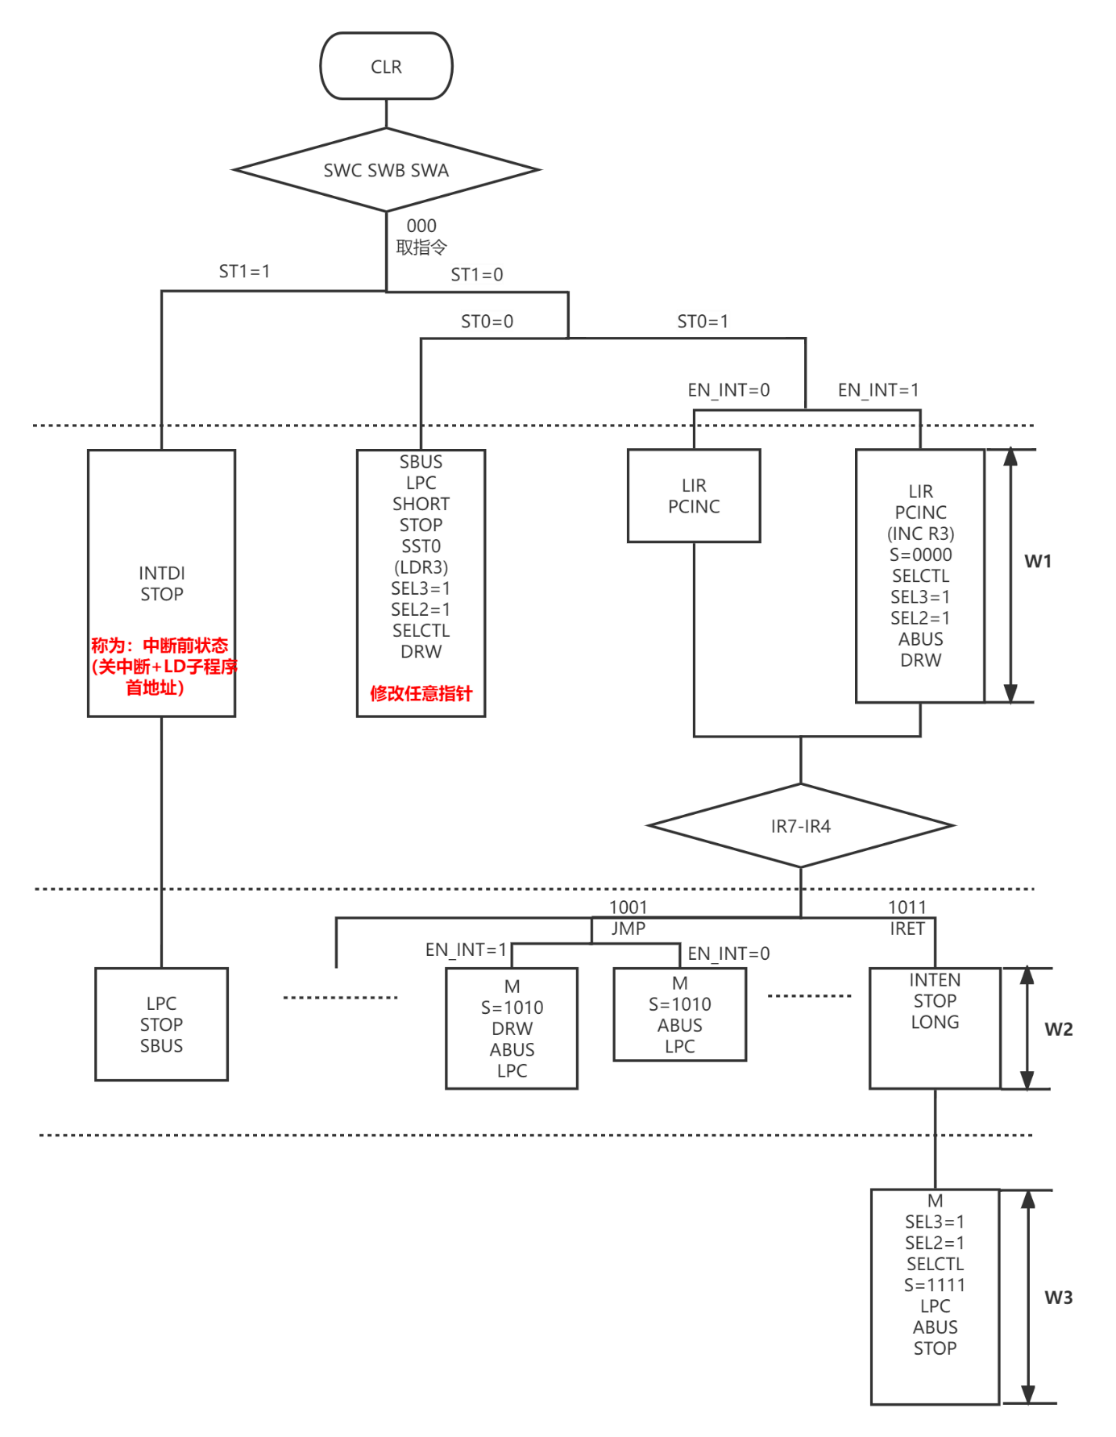 CLR
SWC SWB SWA
000
取指令
ST1=1
ST1=0
ST0=0
ST0=1
EN_INT=0
EN_INT=1
INTDI
STOP
称为：中断前状态
(关中断+LD子程序
首地址)
SBUS
LPC
SHORT
STOP
SST0
(LDR3)
SEL3=1
SEL2=1
SELCTL
DRW
修改任意指针
LIR
PCINC
LIR
PCINC
(INC R3)
S=0000
SELCTL
SEL3=1
SEL2=1
ABUS
DRW
W1
IR7-IR4
1001
JMP
1011
IRET
EN_INT=1
EN_INT=0
LPC
STOP
SBUS
M
S=1010
DRW
ABUS
LPC
M
S=1010
ABUS
LPC
INTEN
STOP
LONG
W2
M
SEL3=1
SEL2=1
SELCTL
S=1111
LPC
ABUS
STOP
W3